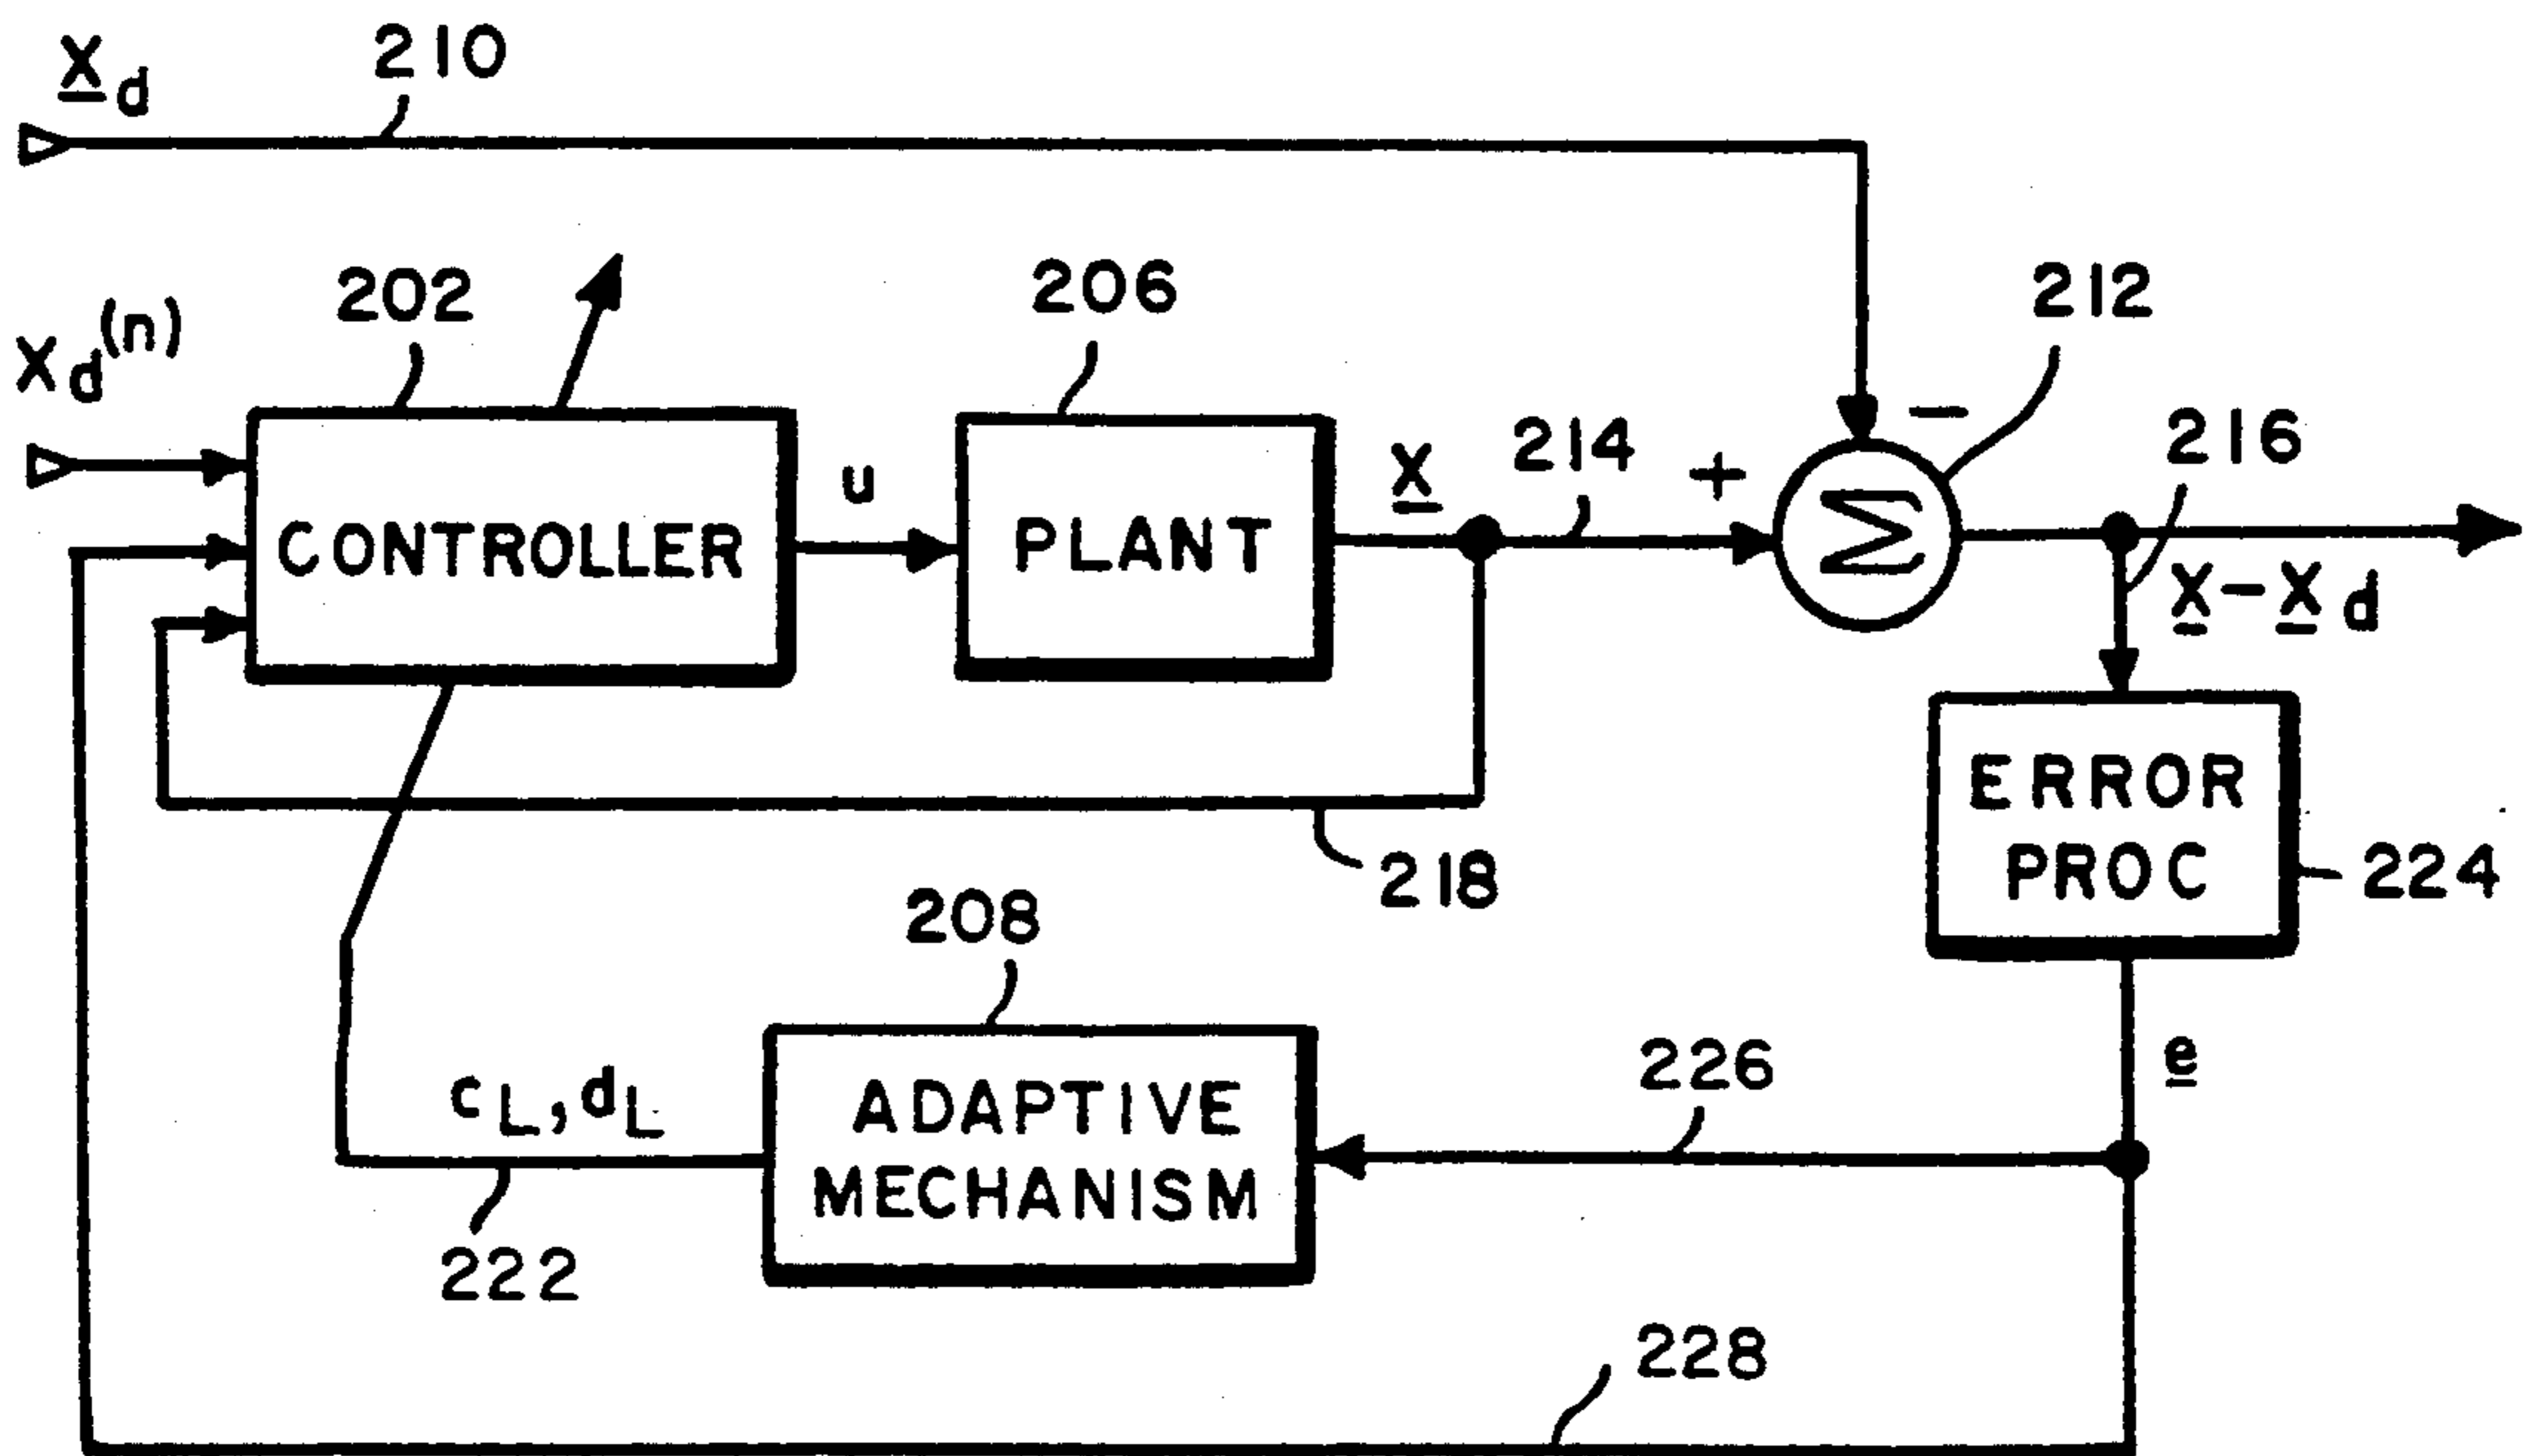 X_d
210
X_d^(n)
202
206
212
CONTROLLER
u
PLANT
X
214
+
−
Σ
216
X − X_d
218
ERROR
PROC
224
208
c_L, d_L
222
ADAPTIVE
MECHANISM
226
e
228